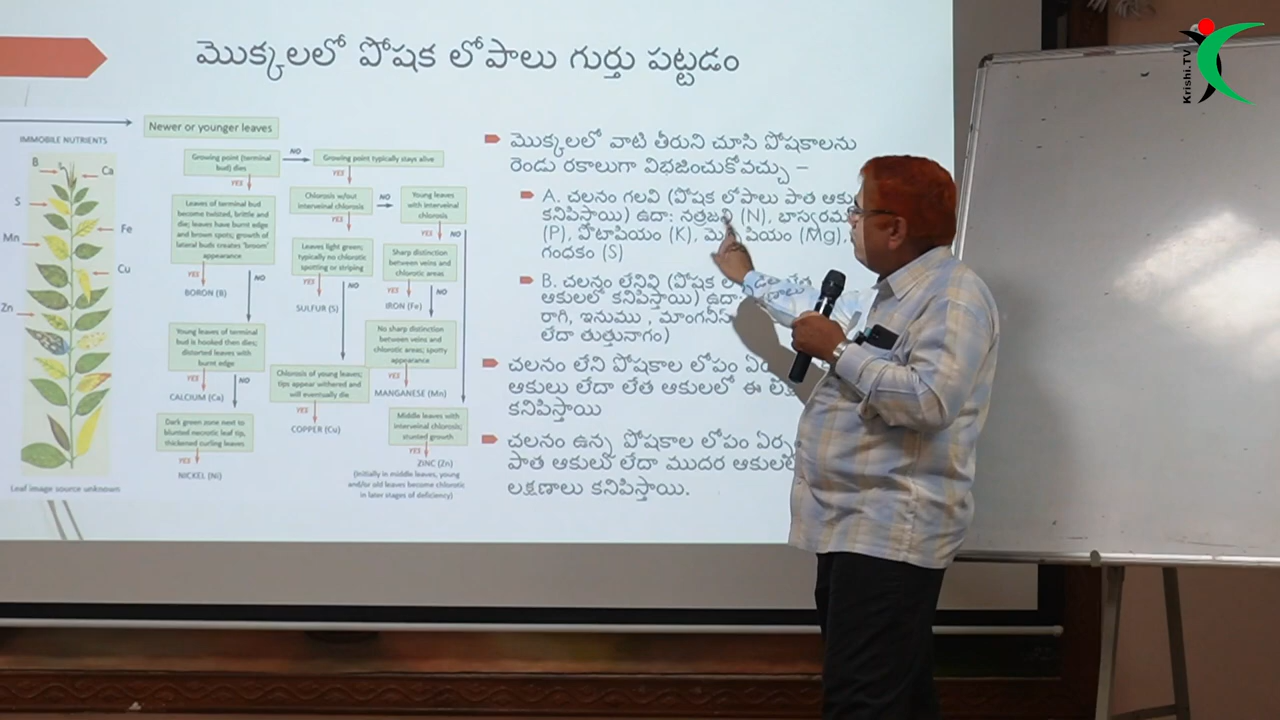 Krishi.TV
మొక్కలలో పోషక లోపాలు గుర్తు పట్టడం
IMMOBILE NUTRIENTS
B
Ca
S
Mn
Fe
Cu
Zn
Leaf image source unknown
Newer or younger leaves
Growing point (terminal
bud) dies
NO
Growing point typically stays alive
YES
YES
Leaves of terminal bud
become twisted, brittle and
die; leaves have burnt edge
and brown spots; growth of
lateral buds creates 'broom'
appearance
YES
NO
BORON (B)
Young leaves of terminal
bud is hooked then dies;
distorted leaves with
burnt edge
YES
NO
CALCIUM (Ca)
Dark green zone next to
blunted necrotic leaf tip,
thickened curling leaves
YES
NICKEL (Ni)
Chlorosis w/out
interveinal chlorosis
NO
Young leaves
with interveinal
chlorosis
YES
YES
NO
Leaves light green;
typically no chlorotic
spotting or striping
YES
NO
SULFUR (S)
Sharp distinction
between veins and
chlorotic areas
YES
NO
IRON (Fe)
No sharp distinction
between veins and
chlorotic areas; spotty
appearance
YES
MANGANESE (Mn)
Chlorosis of young leaves;
tips appear withered and
will eventually die
YES
COPPER (Cu)
Middle leaves with
interveinal chlorosis;
stunted growth
YES
ZINC (Zn)
(Initially in middle leaves, young
and/or old leaves become chlorotic
in later stages of deficiency)
మొక్కలలో వాటి తీరుని చూసి పోషకాలను
రెండు రకాలుగా విభజించుకోవచ్చు –
A. చలనం గలవి (పోషక లోపాలు పాత ఆకు
కనిపిస్తాయి) ఉదా: (N),
(P), పొటాషియం (K), (Mg),
గంధకం (S)
B. చలనం లేనివి (పోషక
ఆకులలో కనిపిస్తాయి) ఉదా:
రాగి, ఇనుము ,
లేదా తుత్తునాగం)
చలనం లేని పోషకాల లోపం
ఆకులు లేదా లేత ఆకులలో ఈ
కనిపిస్తాయి
చలనం ఉన్న పోషకాల లోపం
పాత ఆకులు లేదా ముదర
లక్షణాలు కనిపిస్తాయి.